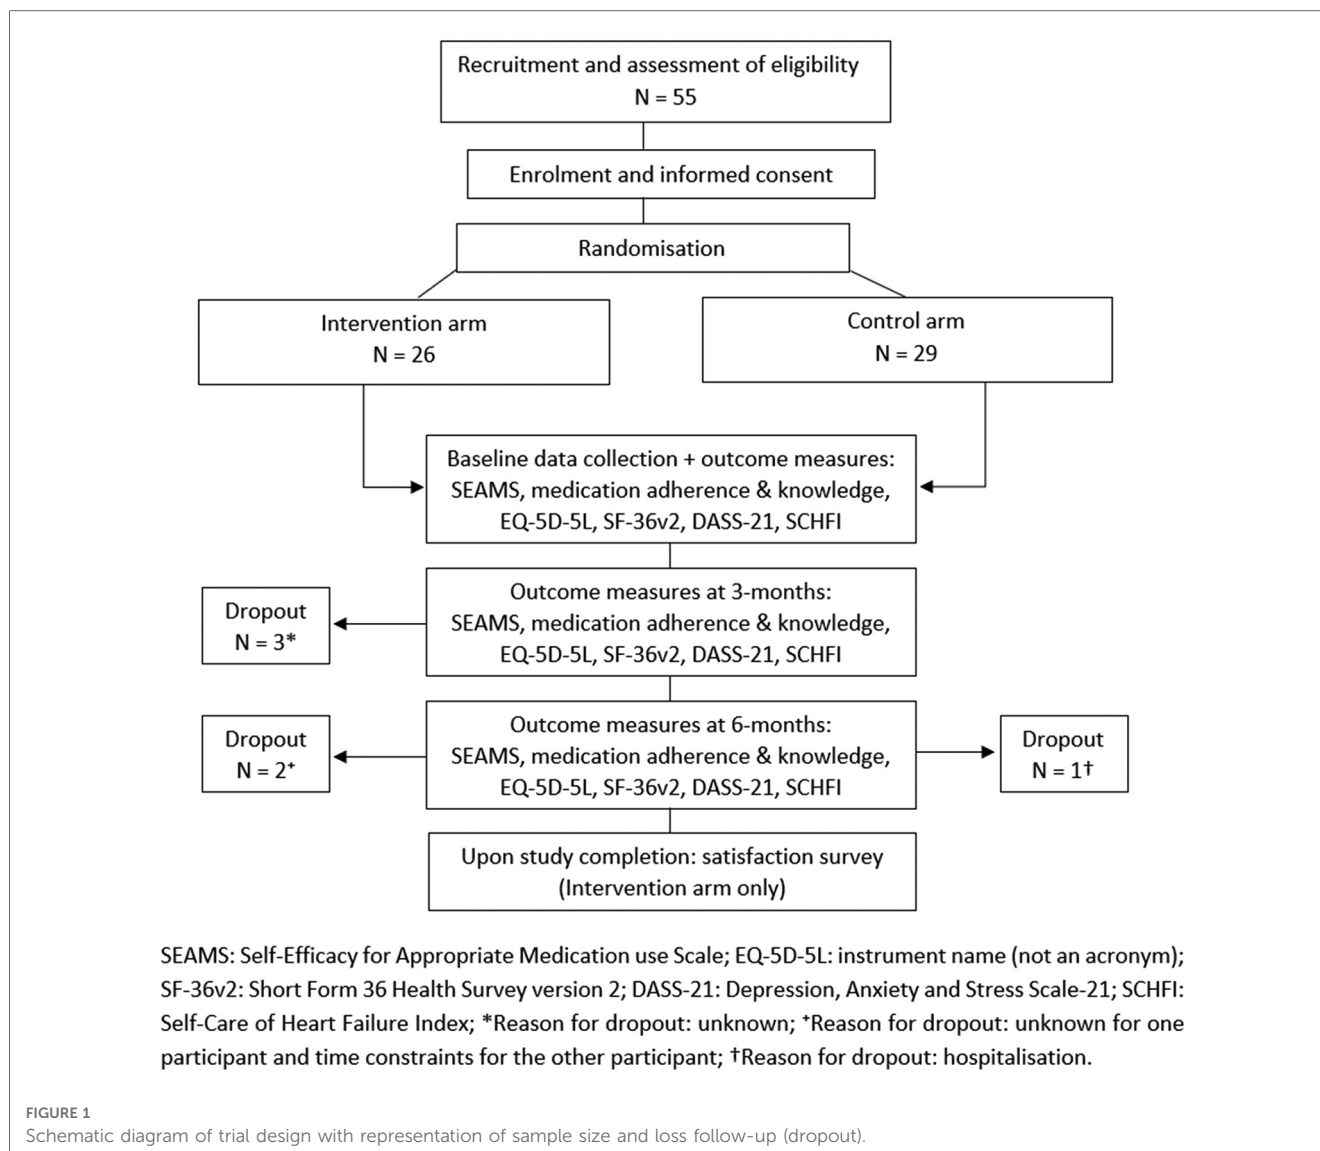 Recruitment and assessment of eligibility
N = 55
Enrolment and informed consent
Randomisation
Intervention arm
N = 26
Control arm
N = 29
Baseline data collection + outcome measures:
SEAMS, medication adherence & knowledge,
EQ-5D-5L, SF-36v2, DASS-21, SCHFI
Outcome measures at 3-months:
SEAMS, medication adherence & knowledge,
EQ-5D-5L, SF-36v2, DASS-21, SCHFI
Dropout
N = 3*
Outcome measures at 6-months:
SEAMS, medication adherence & knowledge,
EQ-5D-5L, SF-36v2, DASS-21, SCHFI
Dropout
N = 2⁺
Dropout
N = 1†
Upon study completion: satisfaction survey
(Intervention arm only)
SEAMS: Self-Efficacy for Appropriate Medication use Scale; EQ-5D-5L: instrument name (not an acronym);
SF-36v2: Short Form 36 Health Survey version 2; DASS-21: Depression, Anxiety and Stress Scale-21; SCHFI:
Self-Care of Heart Failure Index; *Reason for dropout: unknown; ⁺Reason for dropout: unknown for one
participant and time constraints for the other participant; †Reason for dropout: hospitalisation.
FIGURE 1
Schematic diagram of trial design with representation of sample size and loss follow-up (dropout).